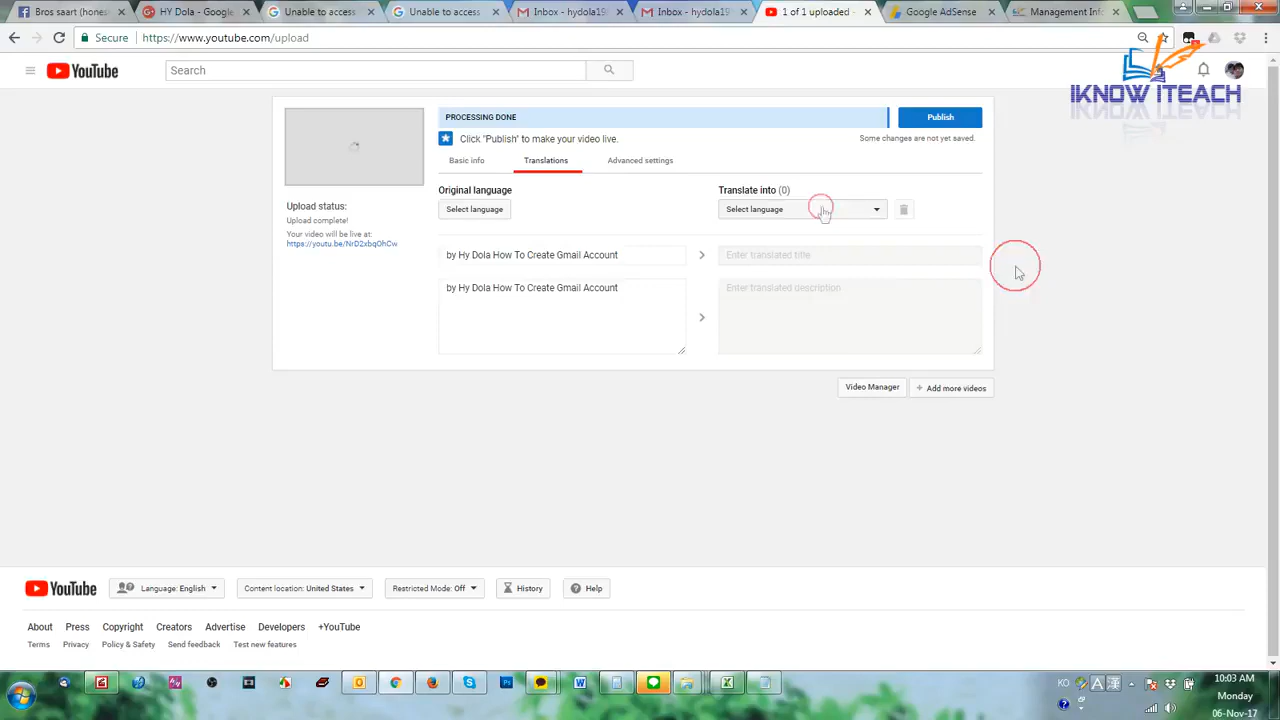 Bros saart (hones
HY Dola - Google
Unable to access
Unable to access
Inbox - hydola19
Inbox - hydola19
1 of 1 uploaded -
Google AdSense
Management Info
Secure
https://www.youtube.com/upload
YouTube
Search
IKNOW ITEACH
PROCESSING DONE
Publish
Click "Publish" to make your video live.
Some changes are not yet saved.
Basic info
Translations
Advanced settings
Original language
Translate into (0)
Select language
Select language
Upload status:
Upload complete!
Your video will be live at:
https://youtu.be/NrD2xbqOhCw
by Hy Dola How To Create Gmail Account
Enter translated title
by Hy Dola How To Create Gmail Account
Enter translated description
Video Manager
+ Add more videos
YouTube
Language: English
Content location: United States
Restricted Mode: Off
History
Help
About
Press
Copyright
Creators
Advertise
Developers
+YouTube
Terms
Privacy
Policy & Safety
Send feedback
Test new features
KO
A
漢
10:03 AM
Monday
06-Nov-17